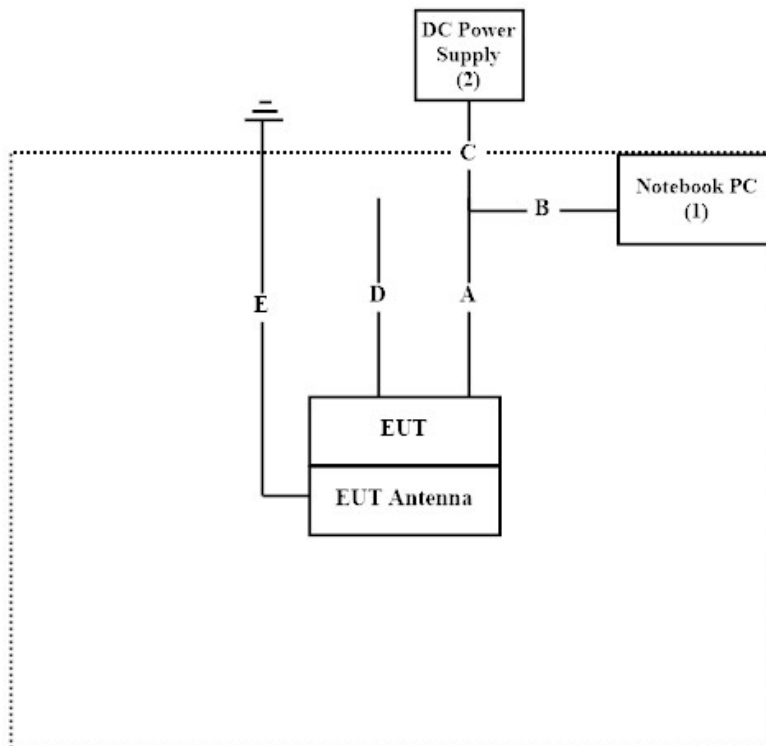 DC Power
Supply
(2)
C
Notebook PC
(1)
B
E
D
A
EUT
EUT Antenna